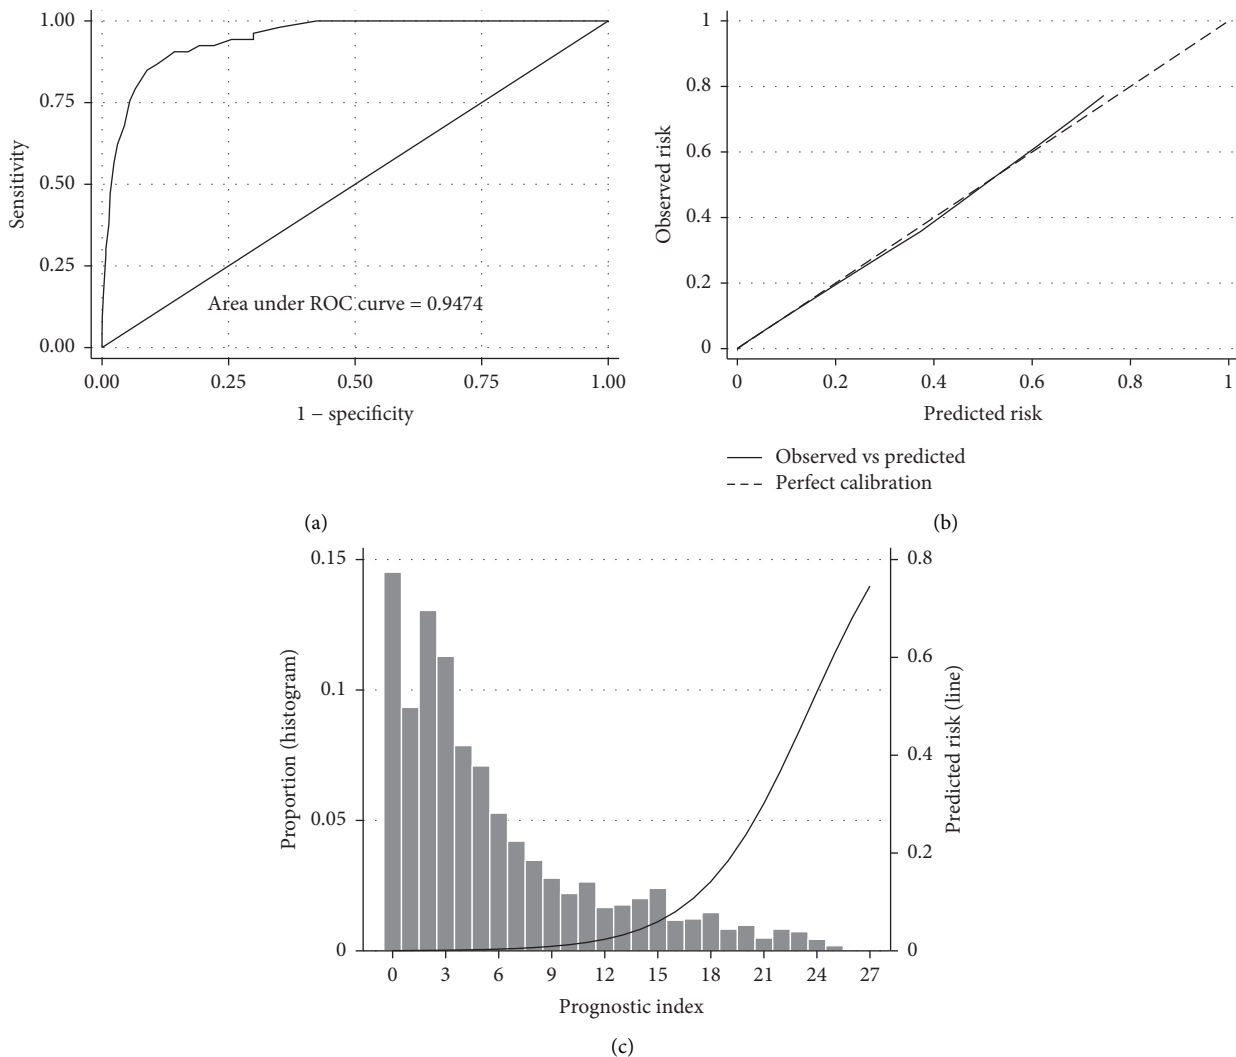 1.00
0.75
0.50
0.25
0.00
Sensitivity
Area under ROC curve = 0.9474
0.00 0.25 0.50 0.75 1.00
1 − specificity
(a)
1
0.8
0.6
0.4
0.2
0
Observed risk
0 0.2 0.4 0.6 0.8 1
Predicted risk
Observed vs predicted
Perfect calibration
(b)
0.15
0.1
0.05
0
Proportion (histogram)
0.8
0.6
0.4
0.2
0
Predicted risk (line)
0 3 6 9 12 15 18 21 24 27
Prognostic index
(c)